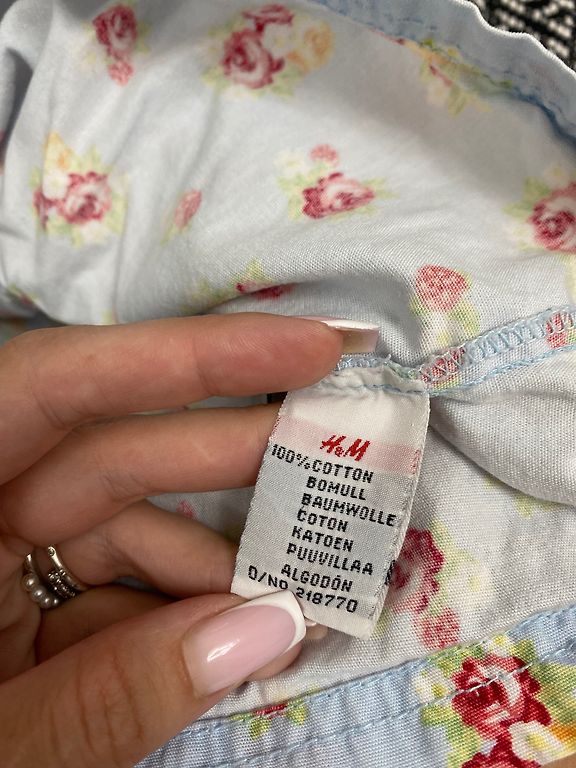 H&M
100% COTTON
BOMULL
BAUMWOLLE
COTON
KATOEN
PUUVILLAA
ALGODÓN
O/NO 218770